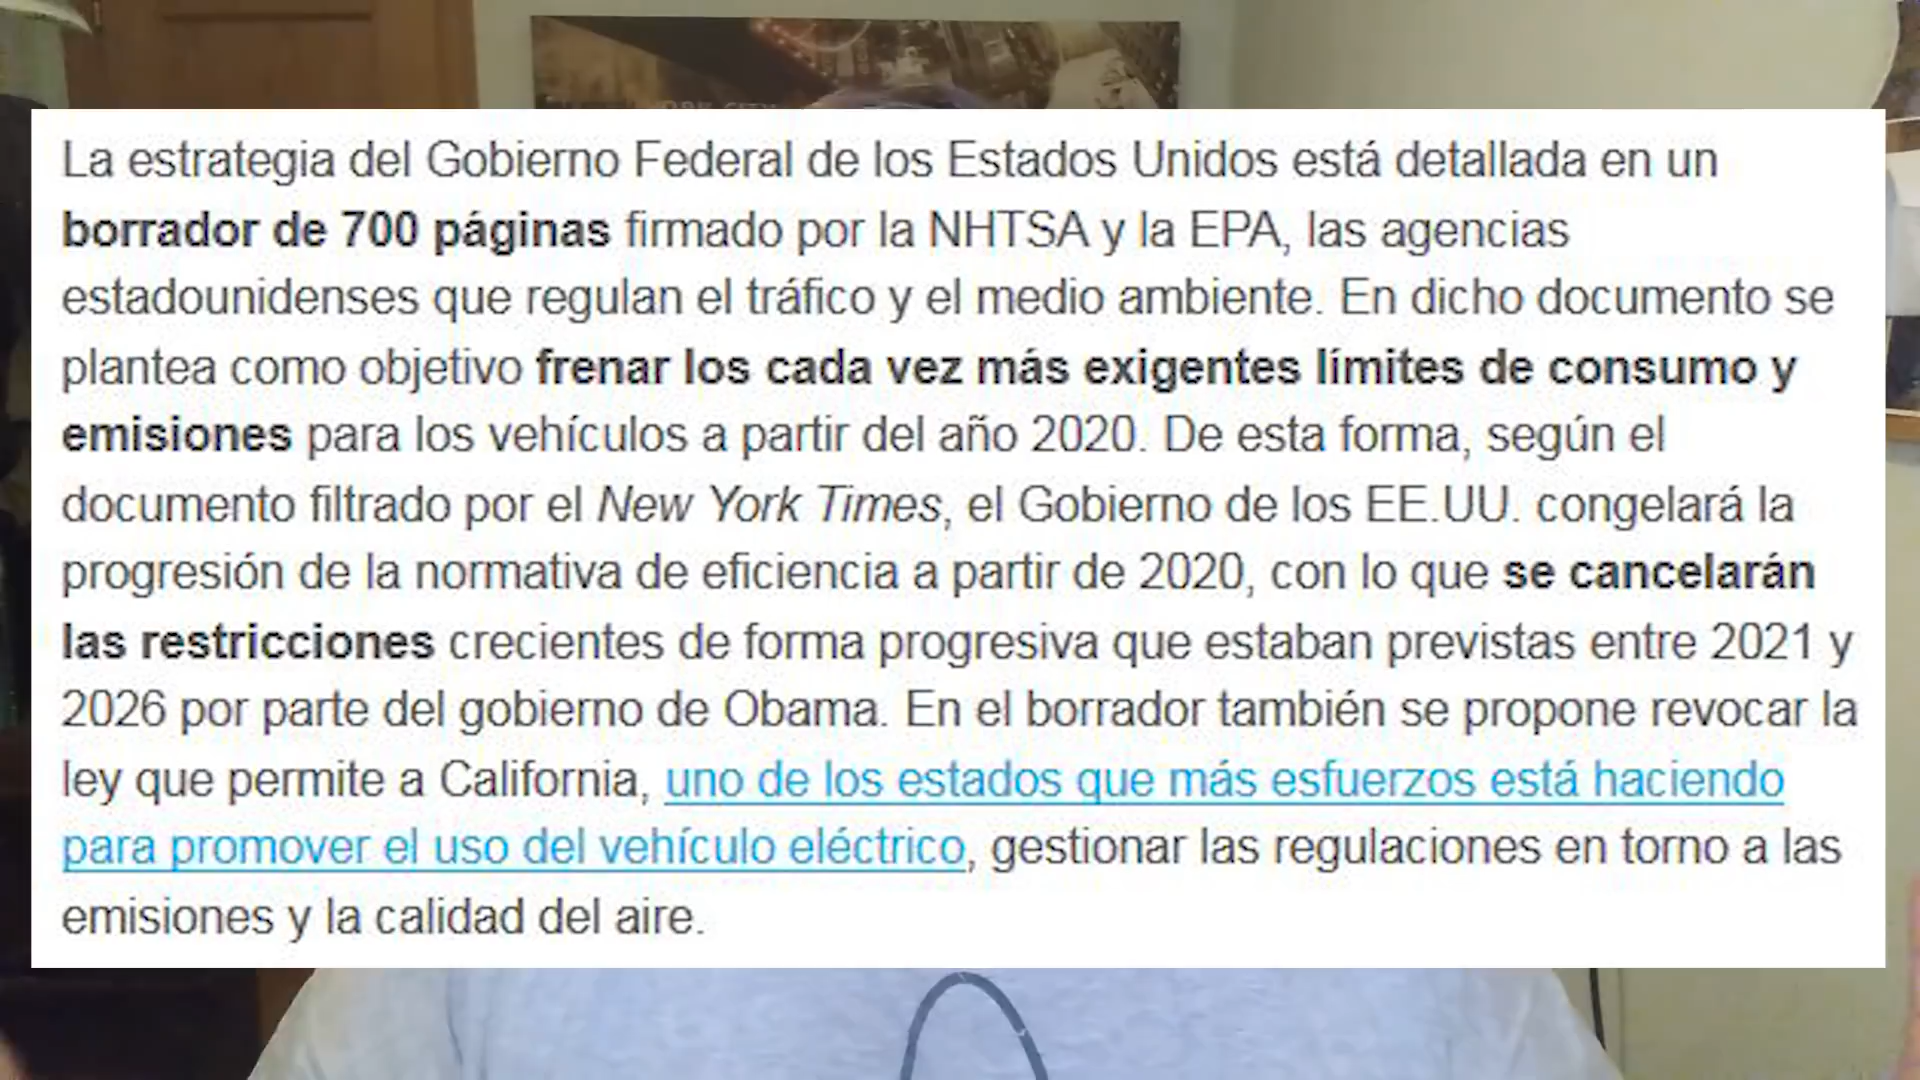 La estrategia del Gobierno Federal de los Estados Unidos está detallada en un
borrador de 700 páginas firmado por la NHTSA y la EPA, las agencias
estadounidenses que regulan el tráfico y el medio ambiente. En dicho documento se
plantea como objetivo frenar los cada vez más exigentes límites de consumo y
emisiones para los vehículos a partir del año 2020. De esta forma, según el
documento filtrado por el New York Times, el Gobierno de los EE.UU. congelará la
progresión de la normativa de eficiencia a partir de 2020, con lo que se cancelarán
las restricciones crecientes de forma progresiva que estaban previstas entre 2021 y
2026 por parte del gobierno de Obama. En el borrador también se propone revocar la
ley que permite a California, uno de los estados que más esfuerzos está haciendo
para promover el uso del vehículo eléctrico, gestionar las regulaciones en torno a las
emisiones y la calidad del aire.